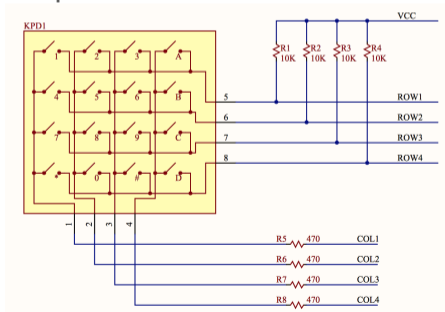 VCC
KPD1
1 2 3 A
R1 10K R2 10K R3 10K R4 10K
4 5 6 B
5 ROW1
6 ROW2
7 8 9 C
7 ROW3
8 ROW4
* 0 # D
1 2 3 4
R5 470 COL1
R6 470 COL2
R7 470 COL3
R8 470 COL4